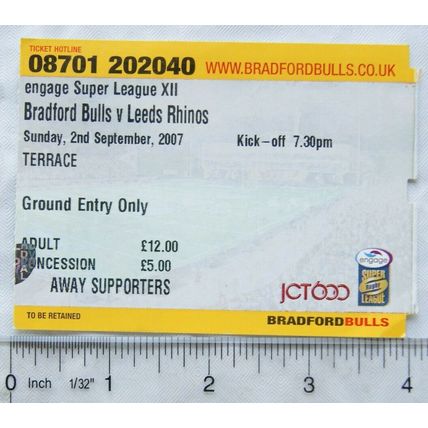 TICKET HOTLINE
08701 202040 WWW.BRADFORDBULLS.CO.UK
engage Super League XII
Bradford Bulls v Leeds Rhinos
Sunday, 2nd September, 2007 Kick-off 7.30pm
TERRACE
Ground Entry Only
ADULT £12.00
CONCESSION £5.00
AWAY SUPPORTERS
JCT600
engage
SUPER
Rugby
LEAGUE
TO BE RETAINED BRADFORDBULLS
0 Inch 1/32" 1 2 3 4